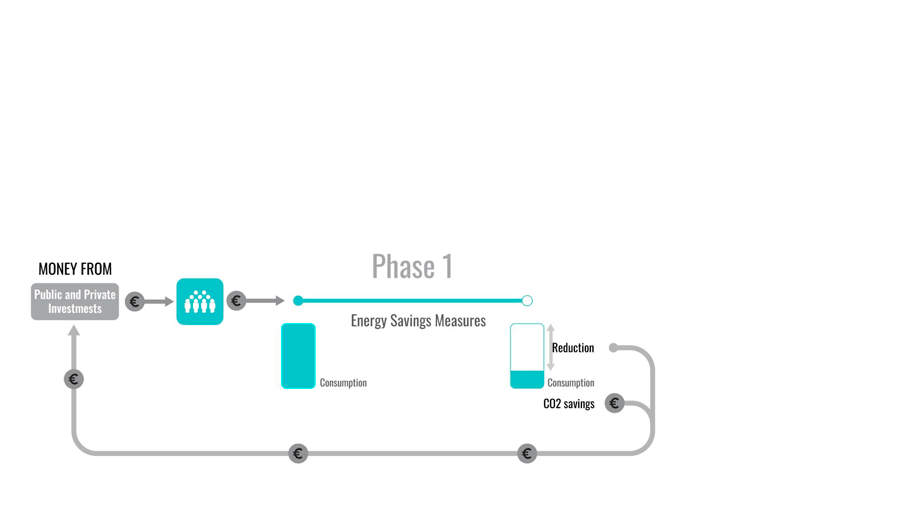 Phase 1
MONEY FROM
Public and Private
Investments
€
€
Energy Savings Measures
Reduction
€
Consumption
Consumption
CO2 savings
€
€
€